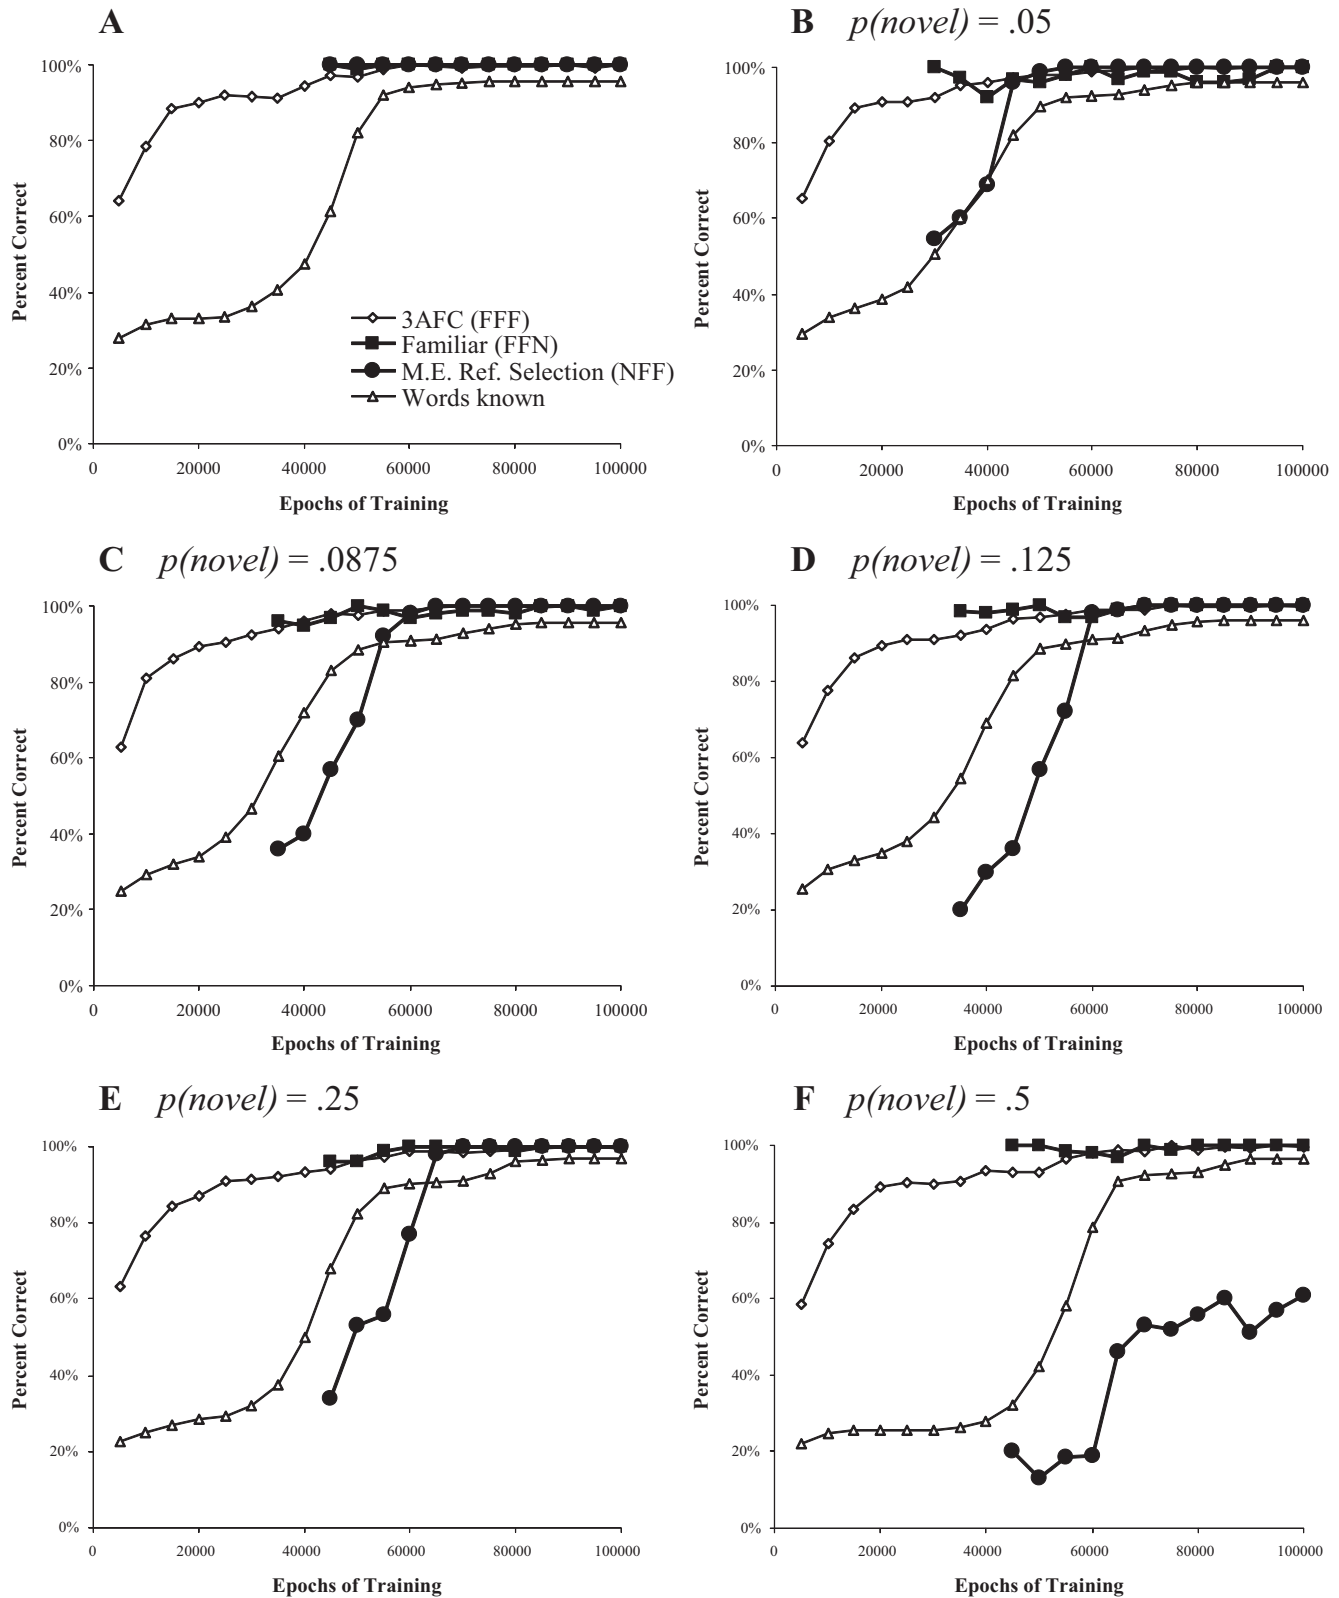 A
100%
80%
60%
40%
20%
0%
Percent Correct
3AFC (FFF)
Familiar (FFN)
M.E. Ref. Selection (NFF)
Words known
0 20000 40000 60000 80000 100000
Epochs of Training
B p(novel) = .05
100%
80%
60%
40%
20%
0%
Percent Correct
0 20000 40000 60000 80000 100000
Epochs of Training
C p(novel) = .0875
100%
80%
60%
40%
20%
0%
Percent Correct
0 20000 40000 60000 80000 100000
Epochs of Training
D p(novel) = .125
100%
80%
60%
40%
20%
0%
Percent Correct
0 20000 40000 60000 80000 100000
Epochs of Training
E p(novel) = .25
100%
80%
60%
40%
20%
0%
Percent Correct
0 20000 40000 60000 80000 100000
Epochs of Training
F p(novel) = .5
100%
80%
60%
40%
20%
0%
Percent Correct
0 20000 40000 60000 80000 100000
Epochs of Training